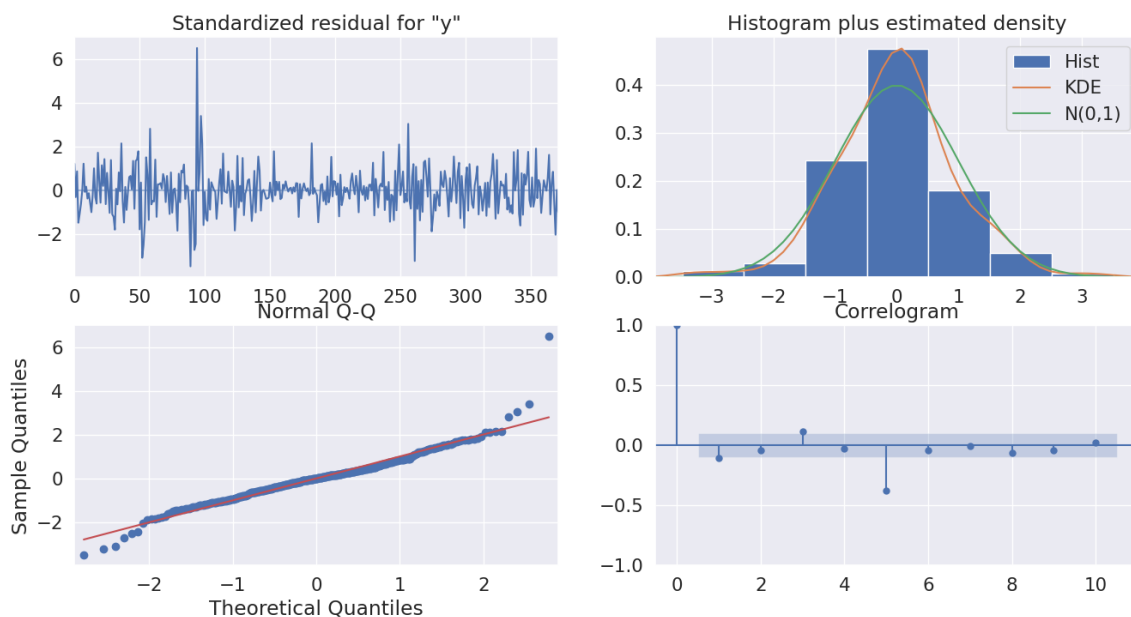 Standardized residual for "y"
6
4
2
0
−2
0 50 100 150 200 250 300 350
Histogram plus estimated density
Hist
KDE
N(0,1)
0.4
0.3
0.2
0.1
0.0
−3 −2 −1 0 1 2 3
Normal Q-Q
Sample Quantiles
6
4
2
0
−2
−2 −1 0 1 2
Theoretical Quantiles
Correlogram
1.0
0.5
0.0
−0.5
−1.0
0 2 4 6 8 10